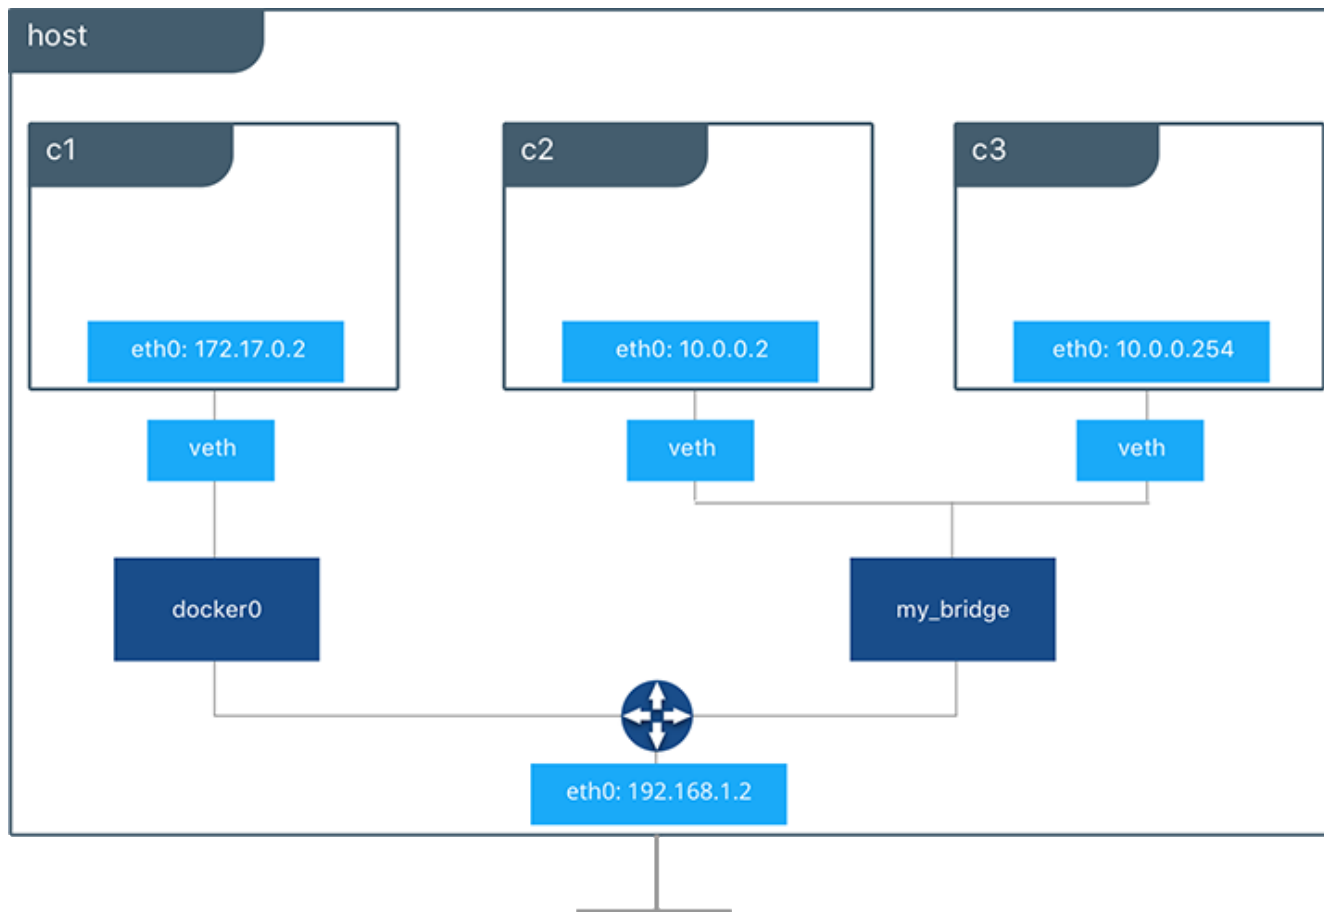 host
c1
c2
c3
eth0: 172.17.0.2
eth0: 10.0.0.2
eth0: 10.0.0.254
veth
veth
veth
docker0
my_bridge
eth0: 192.168.1.2